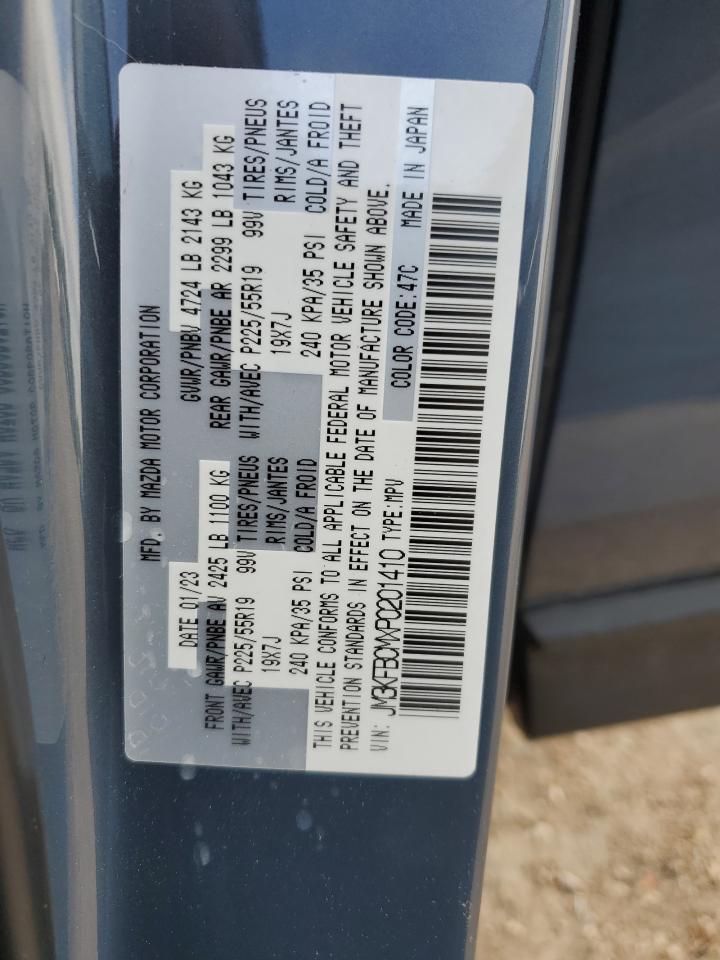 MFD. BY MAZDA MOTOR CORPORATION
DATE 01/23 GVWR/PNBV 4724 LB 2143 KG
FRONT GAWR/PNBE AV 2425 LB 1100 KG REAR GAWR/PNBE AR 2299 LB 1043 KG
WITH/AVEC P225/55R19 99V TIRES/PNEUS WITH/AVEC P225/55R19 99V TIRES/PNEUS
19X7J RIMS/JANTES 19X7J RIMS/JANTES
240 KPA/35 PSI COLD/A FROID 240 KPA/35 PSI COLD/A FROID
THIS VEHICLE CONFORMS TO ALL APPLICABLE FEDERAL MOTOR VEHICLE SAFETY AND THEFT
PREVENTION STANDARDS IN EFFECT ON THE DATE OF MANUFACTURE SHOWN ABOVE.
VIN: JM3KFBCMXP0201410 TYPE:MPV COLOR CODE:47C MADE IN JAPAN